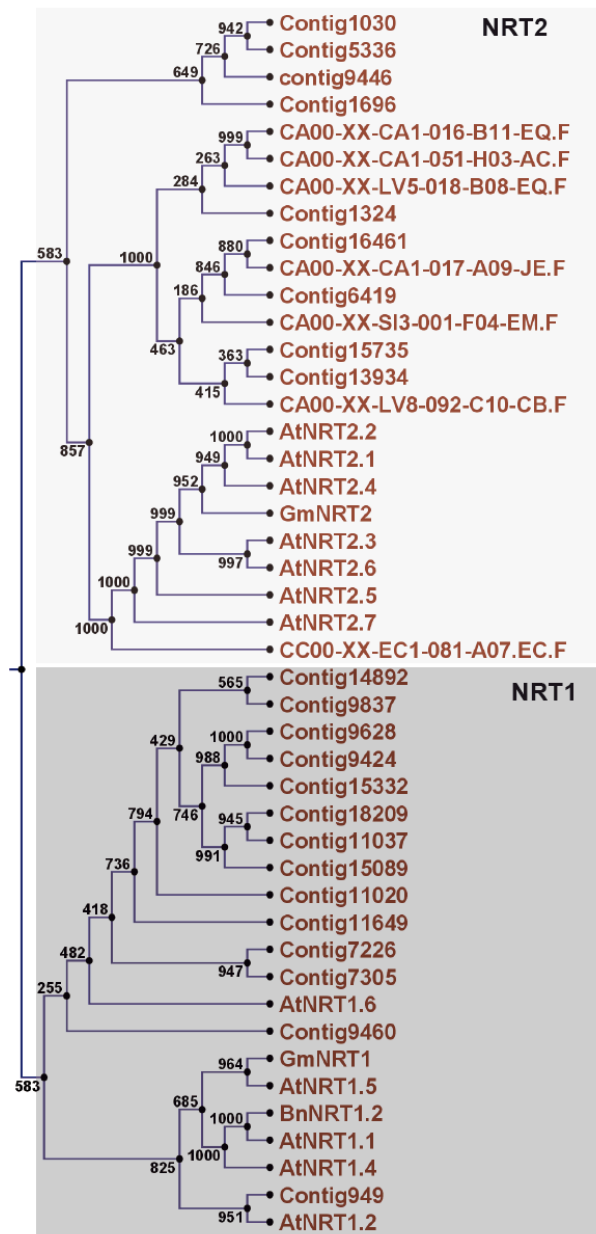 NRT2
942 Contig1030
726 Contig5336
649 contig9446
Contig1696
999 CA00-XX-CA1-016-B11-EQ.F
263 CA00-XX-CA1-051-H03-AC.F
284 CA00-XX-LV5-018-B08-EQ.F
Contig1324
583 1000 880 Contig16461
846 CA00-XX-CA1-017-A09-JE.F
186 Contig6419
463 CA00-XX-SI3-001-F04-EM.F
363 Contig15735
415 Contig13934
CA00-XX-LV8-092-C10-CB.F
857 1000 AtNRT2.2
949 AtNRT2.1
952 AtNRT2.4
999 GmNRT2
999 AtNRT2.3
997 AtNRT2.6
1000 AtNRT2.5
1000 AtNRT2.7
CC00-XX-EC1-081-A07.EC.F
NRT1
565 Contig14892
Contig9837
429 1000 Contig9628
988 Contig9424
746 Contig15332
794 945 Contig18209
991 Contig11037
736 Contig15089
Contig11020
418 Contig11649
482 Contig7226
947 Contig7305
255 AtNRT1.6
Contig9460
583 964 GmNRT1
685 AtNRT1.5
1000 BnNRT1.2
1000 AtNRT1.1
825 AtNRT1.4
Contig949
951 AtNRT1.2